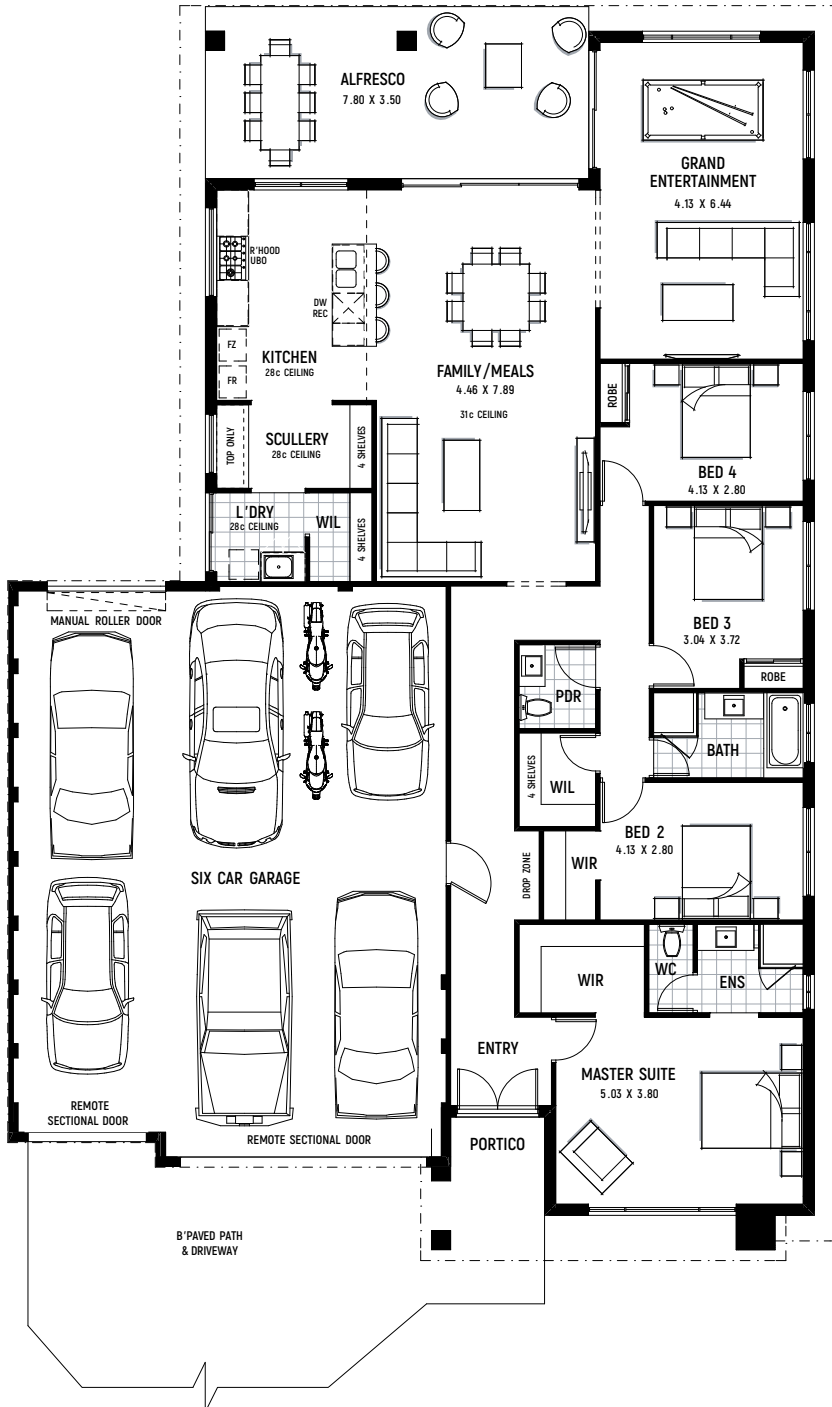 ALFRESCO
7.80 X 3.50
GRAND
ENTERTAINMENT
4.13 X 6.44
R'HOOD
UBO
DW
REC
FZ
FR
KITCHEN
28c CEILING
FAMILY/MEALS
4.46 X 7.89
31c CEILING
ROBE
BED 4
4.13 X 2.80
TOP ONLY
SCULLERY
28c CEILING
4 SHELVES
L'DRY
28c CEILING
WIL
4 SHELVES
MANUAL ROLLER DOOR
BED 3
3.04 X 3.72
ROBE
PDR
BATH
4 SHELVES
WIL
BED 2
4.13 X 2.80
WIR
DROP ZONE
SIX CAR GARAGE
WC
ENS
WIR
ENTRY
MASTER SUITE
5.03 X 3.80
REMOTE
SECTIONAL DOOR
REMOTE SECTIONAL DOOR
PORTICO
B'PAVED PATH
& DRIVEWAY